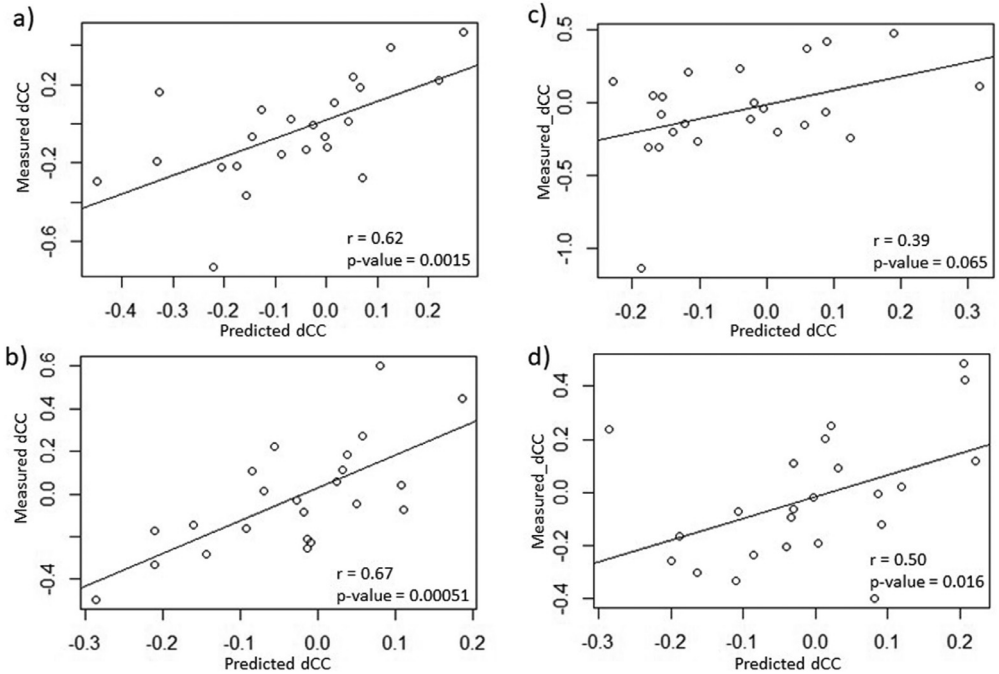 a)
Measured dCC
0.2
-0.2
-0.6
r = 0.62
p-value = 0.0015
-0.4 -0.3 -0.2 -0.1 0.0 0.1 0.2
Predicted dCC
b)
Measured dCC
0.6
0.4
0.2
0.0
-0.4
r = 0.67
p-value = 0.00051
-0.3 -0.2 -0.1 0.0 0.1 0.2
Predicted dCC
c)
Measured_dCC
0.5
0.0
-0.5
-1.0
r = 0.39
p-value = 0.065
-0.2 -0.1 0.0 0.1 0.2 0.3
Predicted dCC
d)
Measured_dCC
0.4
0.2
0.0
-0.2
-0.4
r = 0.50
p-value = 0.016
-0.3 -0.2 -0.1 0.0 0.1 0.2
Predicted dCC